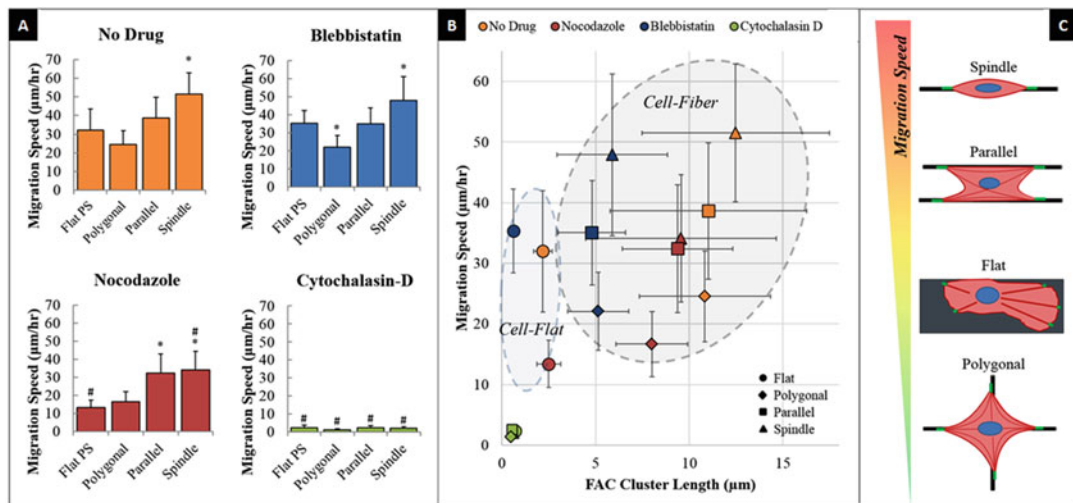 A
No Drug
Migration Speed (µm/hr)
70
60
50
40
30
20
10
0
*
Flat PS
Polygonal
Parallel
Spindle
Blebbistatin
Migration Speed (µm/hr)
70
60
50
40
30
20
10
0
*
*
Flat PS
Polygonal
Parallel
Spindle
Nocodazole
Migration Speed (µm/hr)
70
60
50
40
30
20
10
0
#
*
#
*
Flat PS
Polygonal
Parallel
Spindle
Cytochalasin-D
Migration Speed (µm/hr)
70
60
50
40
30
20
10
0
#
#
#
#
Flat PS
Polygonal
Parallel
Spindle
B
No Drug
Nocodazole
Blebbistatin
Cytochalasin D
Migration Speed (µm/hr)
60
50
40
30
20
10
0
Cell-Fiber
Cell-Flat
Flat
Polygonal
Parallel
Spindle
0
5
10
15
FAC Cluster Length (µm)
C
Migration Speed
Spindle
Parallel
Flat
Polygonal